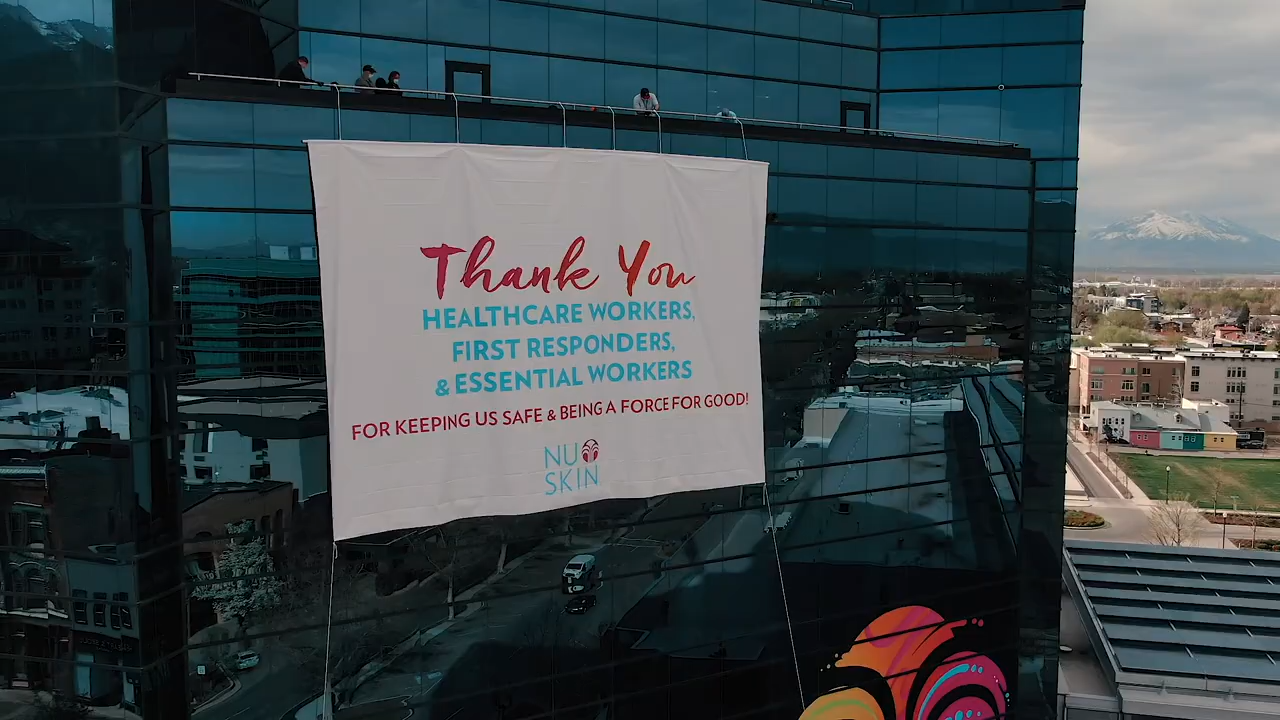 Thank You
HEALTHCARE WORKERS,
FIRST RESPONDERS,
& ESSENTIAL WORKERS
FOR KEEPING US SAFE & BEING A FORCE FOR GOOD!
NU
SKIN